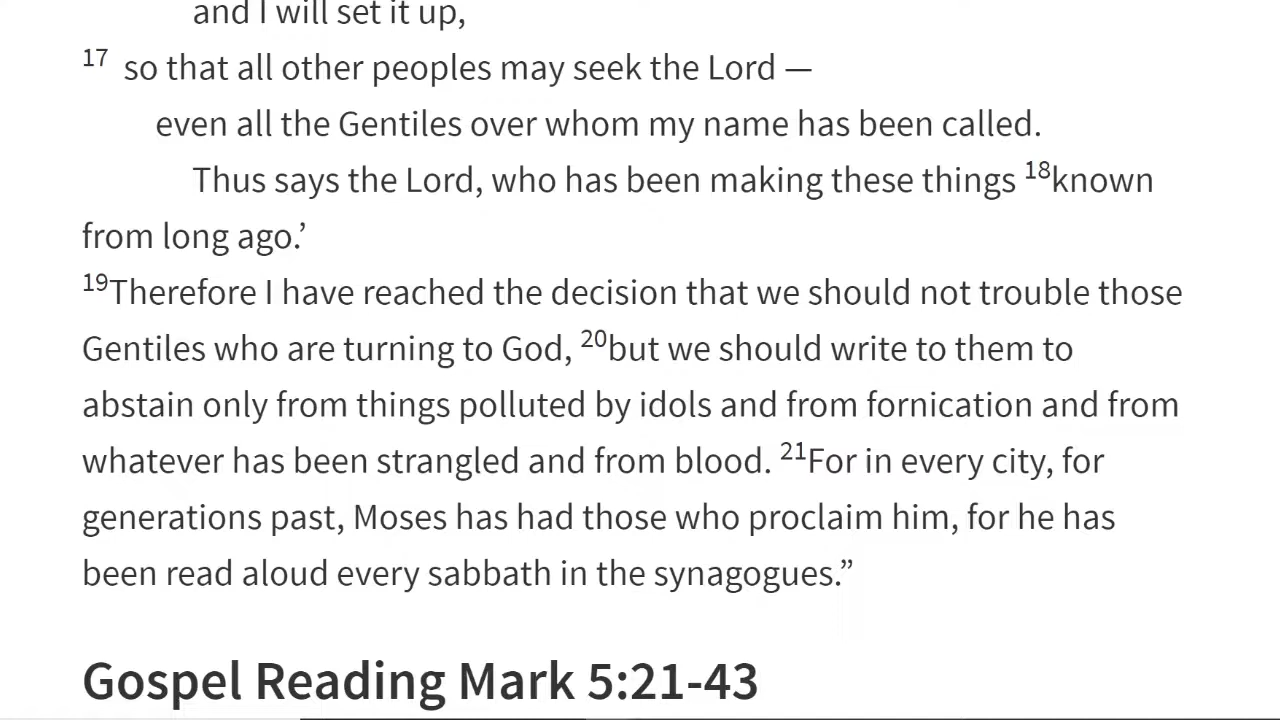 and I will set it up,
17 so that all other peoples may seek the Lord —
even all the Gentiles over whom my name has been called.
Thus says the Lord, who has been making these things 18known
from long ago.’
19Therefore I have reached the decision that we should not trouble those
Gentiles who are turning to God, 20but we should write to them to
abstain only from things polluted by idols and from fornication and from
whatever has been strangled and from blood. 21For in every city, for
generations past, Moses has had those who proclaim him, for he has
been read aloud every sabbath in the synagogues.”
Gospel Reading Mark 5:21-43